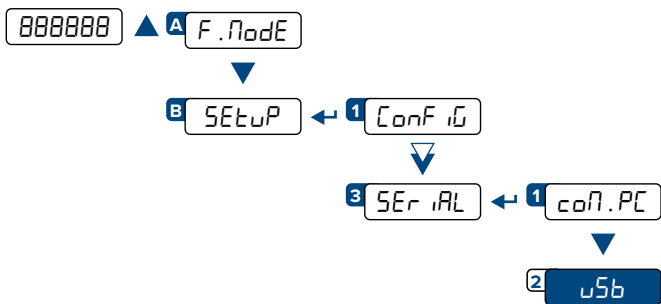 888888 A F.ModE
B SEtuP 1 ConFiG
3 SEriAL 1 coM.PC
2 uSb